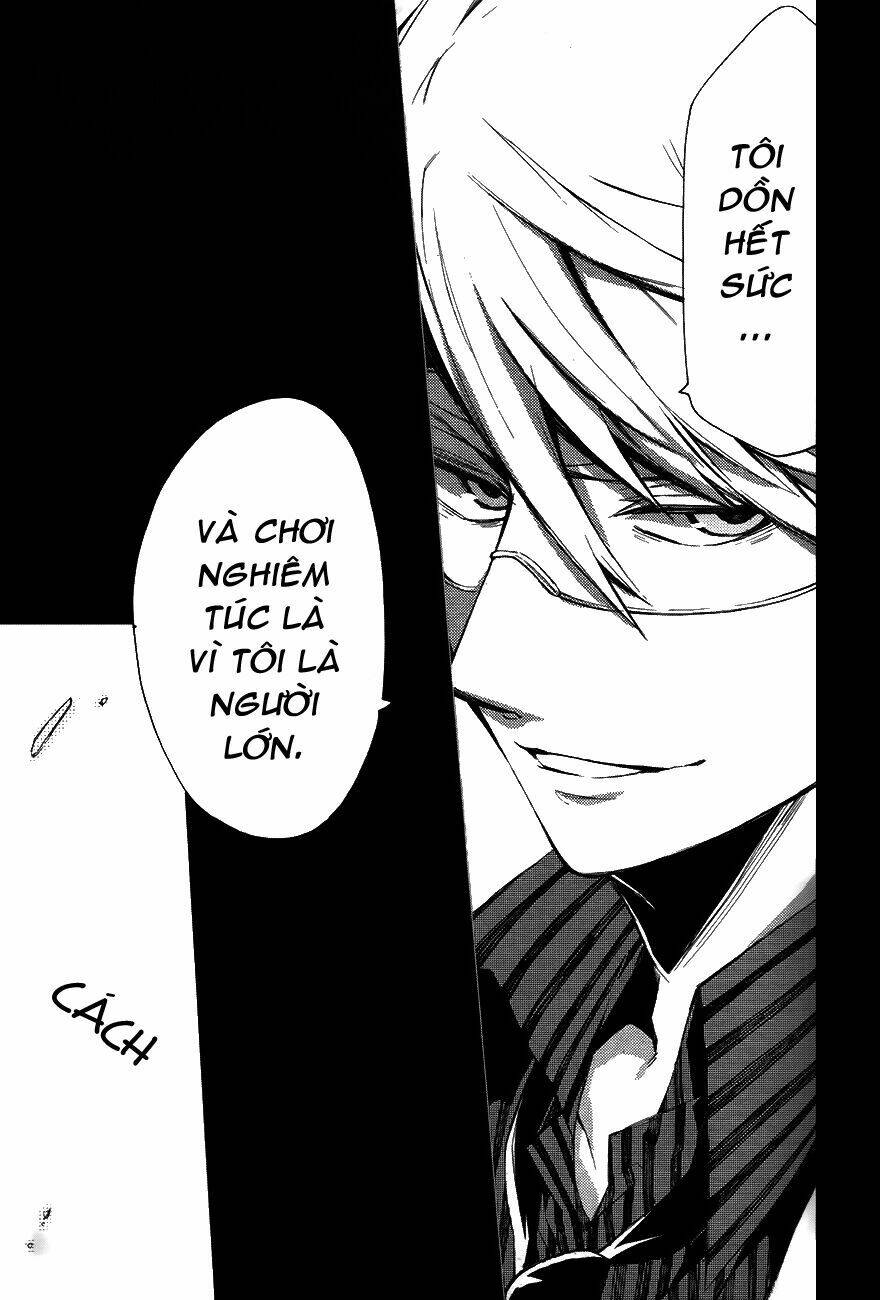 TÔI
DỒN
HẾT
SỨC
...
VÀ CHƠI
NGHIÊM
TÚC LÀ
VÌ TÔI LÀ
NGƯỜI
LỚN.
CÁCH